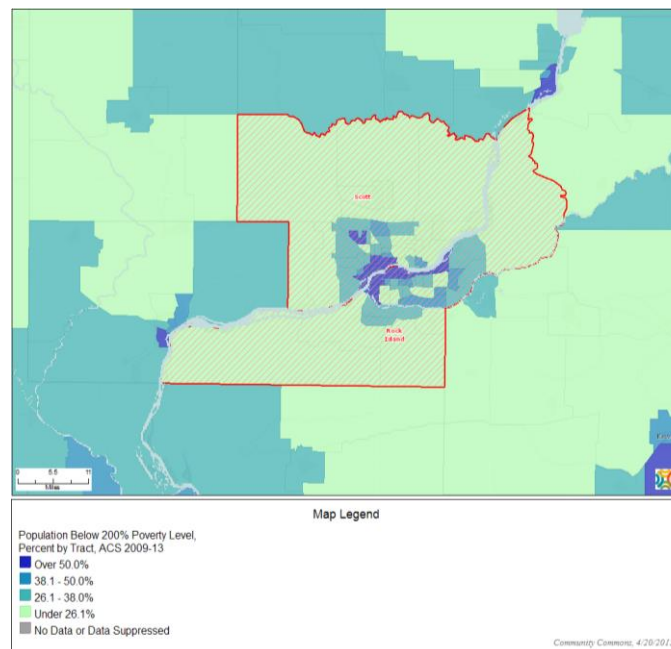 Scott
Rock
Island
0 5.5 11
Miles
Map Legend
Population Below 200% Poverty Level,
Percent by Tract, ACS 2009-13
Over 50.0%
38.1 - 50.0%
26.1 - 38.0%
Under 26.1%
No Data or Data Suppressed
Community Commons,